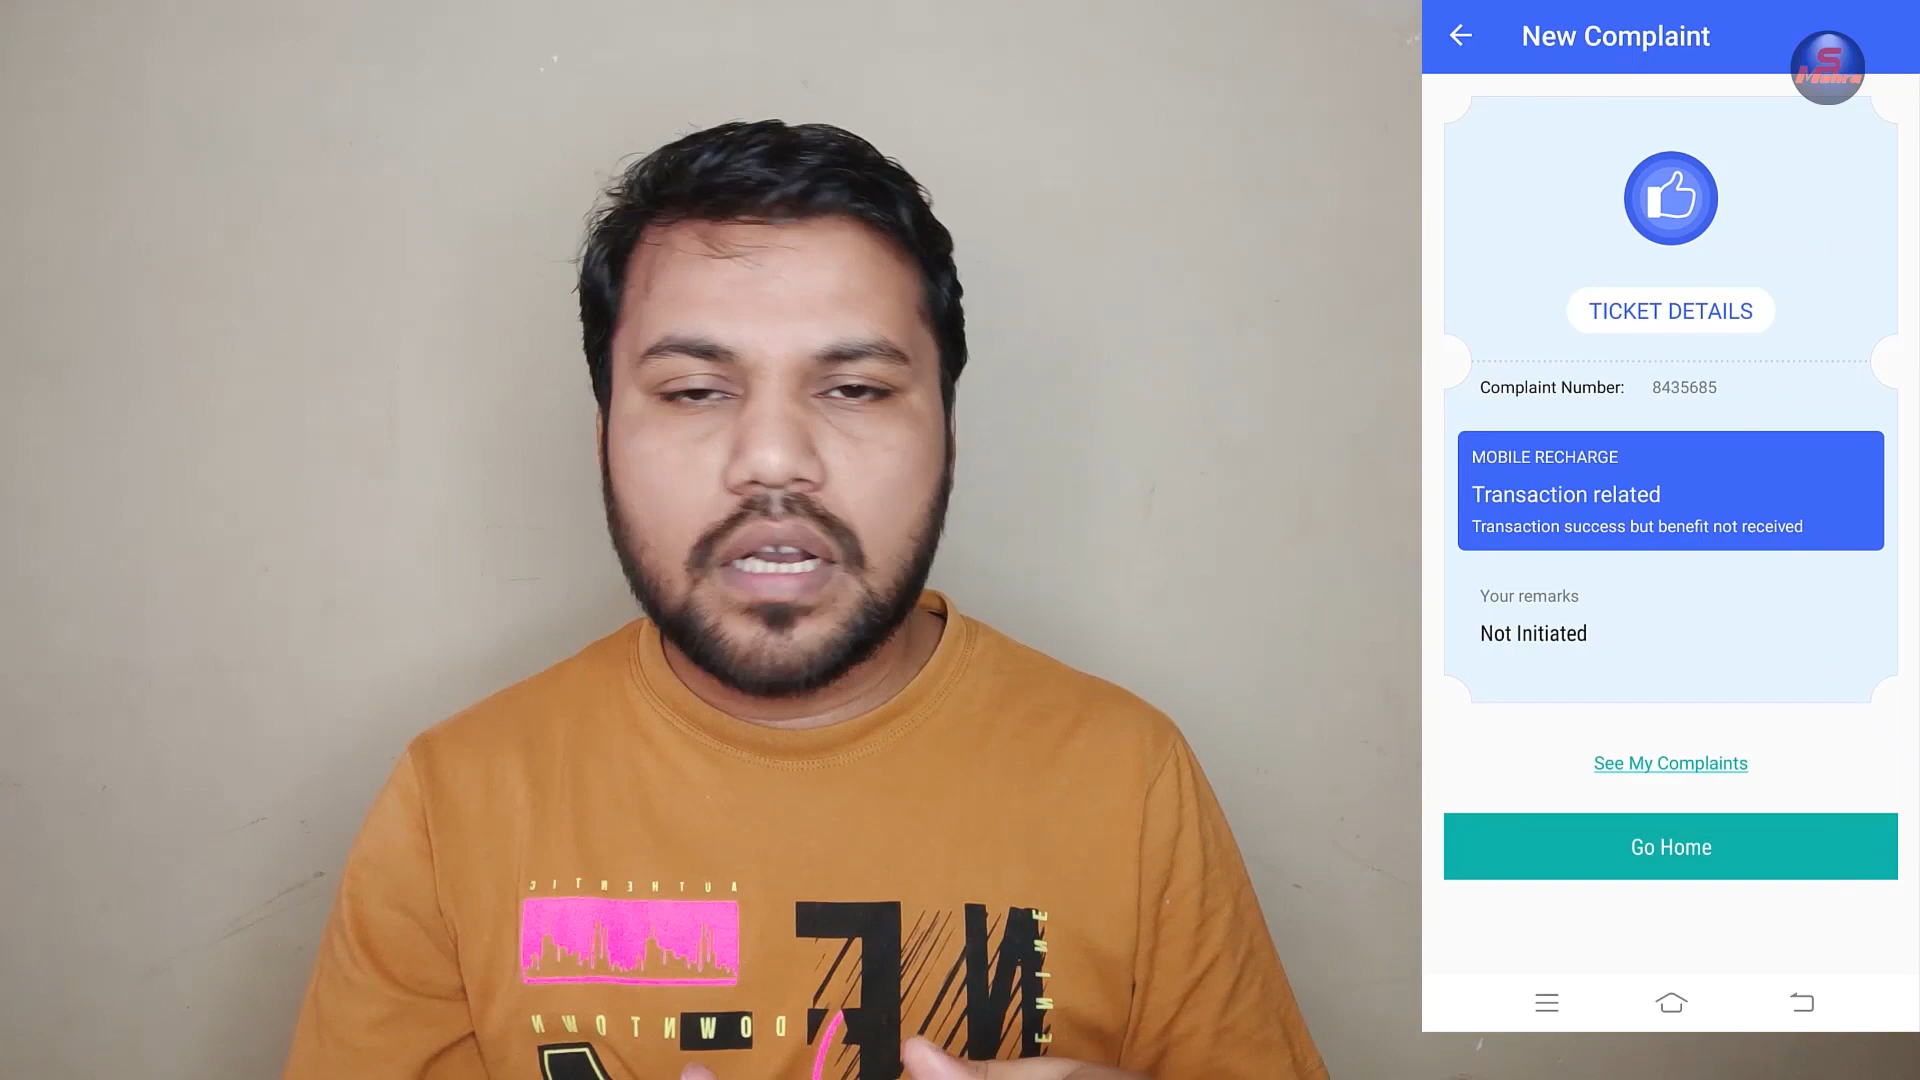 New Complaint
S
Mahra
TICKET DETAILS
Complaint Number: 8435685
MOBILE RECHARGE
Transaction related
Transaction success but benefit not received
Your remarks
Not Initiated
See My Complaints
Go Home
AUTHENTIC
DOWNTOWN